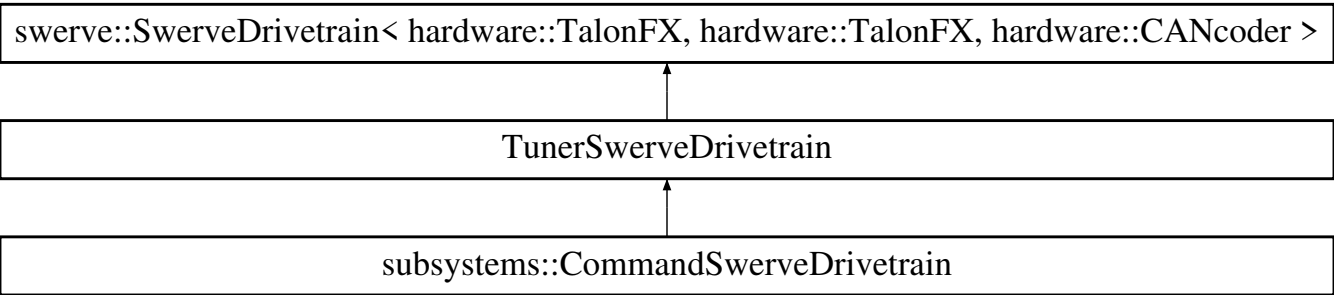 swerve::SwerveDrivetrain< hardware::TalonFX, hardware::TalonFX, hardware::CANcoder >
TunerSwerveDrivetrain
subsystems::CommandSwerveDrivetrain